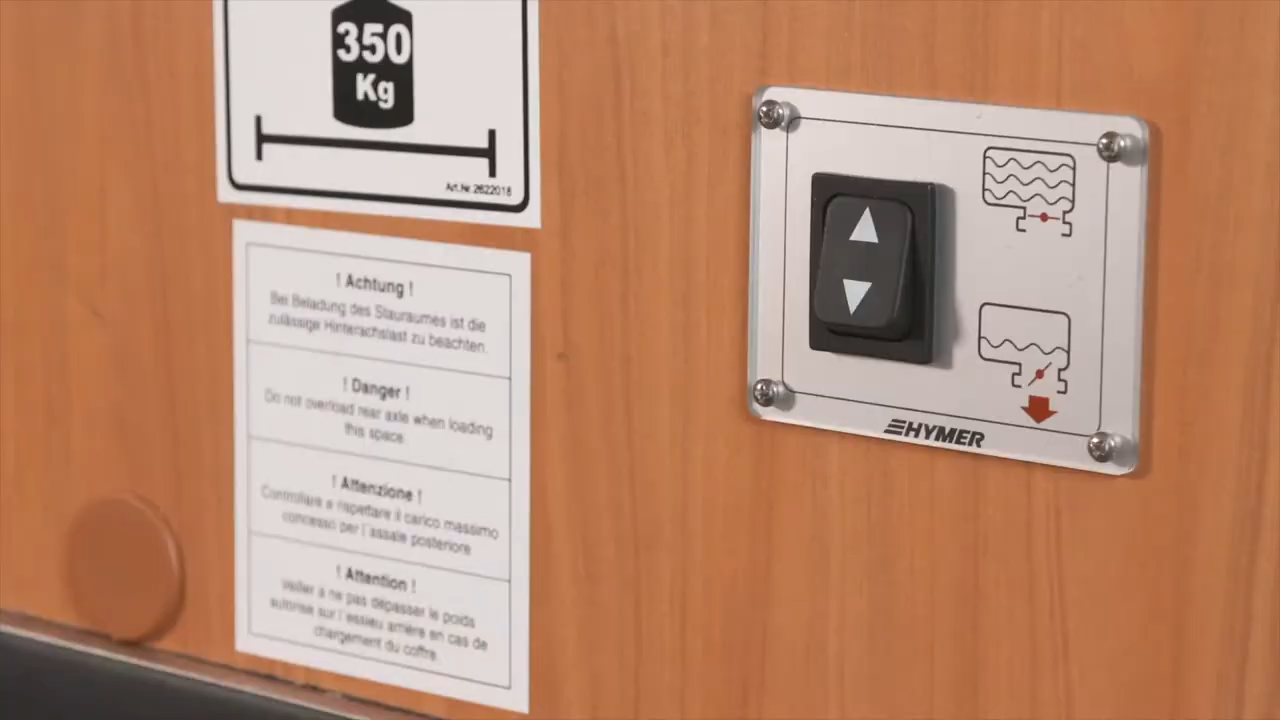 350
Kg
Art.Nr.2622018
! Achtung !
Bei Beladung des Stauraumes ist die
zulässige Hinterachslast zu beachten.
! Danger !
Do not overload rear axle when loading
this space.
! Attenzione !
Controllare e rispettare il carico massimo
concesso per l´assale posteriore
! Attention !
Veiller à ne pas dépasser le poids
autorise sur l´essieu arrière en cas de
chargement du coffre.
HYMER